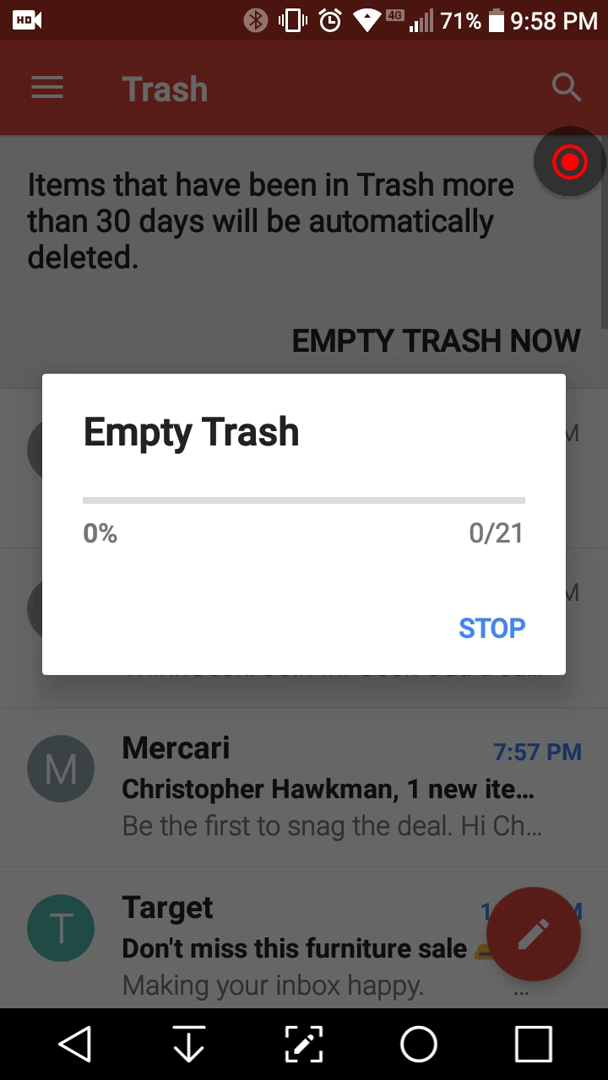 HD 4G 71% 9:58 PM
Trash
Items that have been in Trash more
than 30 days will be automatically
deleted.
EMPTY TRASH NOW
Empty Trash
0% 0/21
STOP
M Mercari 7:57 PM
Christopher Hawkman, 1 new ite…
Be the first to snag the deal. Hi Ch…
T Target
Don't miss this furniture sale
Making your inbox happy. …